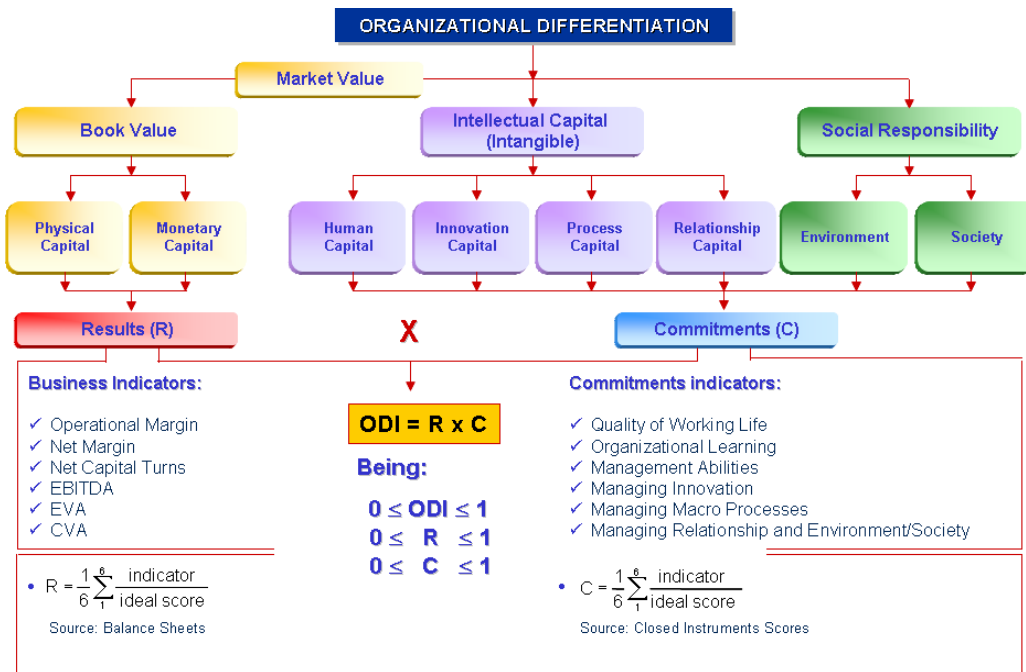 ORGANIZATIONAL DIFFERENTIATION
Market Value
Book Value
Intellectual Capital
(Intangible)
Social Responsibility
Physical
Capital
Monetary
Capital
Human
Capital
Innovation
Capital
Process
Capital
Relationship
Capital
Environment
Society
Results (R)
X
Commitments (C)
Business Indicators:
✓ Operational Margin
✓ Net Margin
✓ Net Capital Turns
✓ EBITDA
✓ EVA
✓ CVA
ODI = R x C
Being:
0 ≤ ODI ≤ 1
0 ≤ R ≤ 1
0 ≤ C ≤ 1
Commitments indicators:
✓ Quality of Working Life
✓ Organizational Learning
✓ Management Abilities
✓ Managing Innovation
✓ Managing Macro Processes
✓ Managing Relationship and Environment/Society
• R = 1/6 6∑1 indicator/ideal score
Source: Balance Sheets
• C = 1/6 6∑1 indicator/ideal score
Source: Closed Instruments Scores